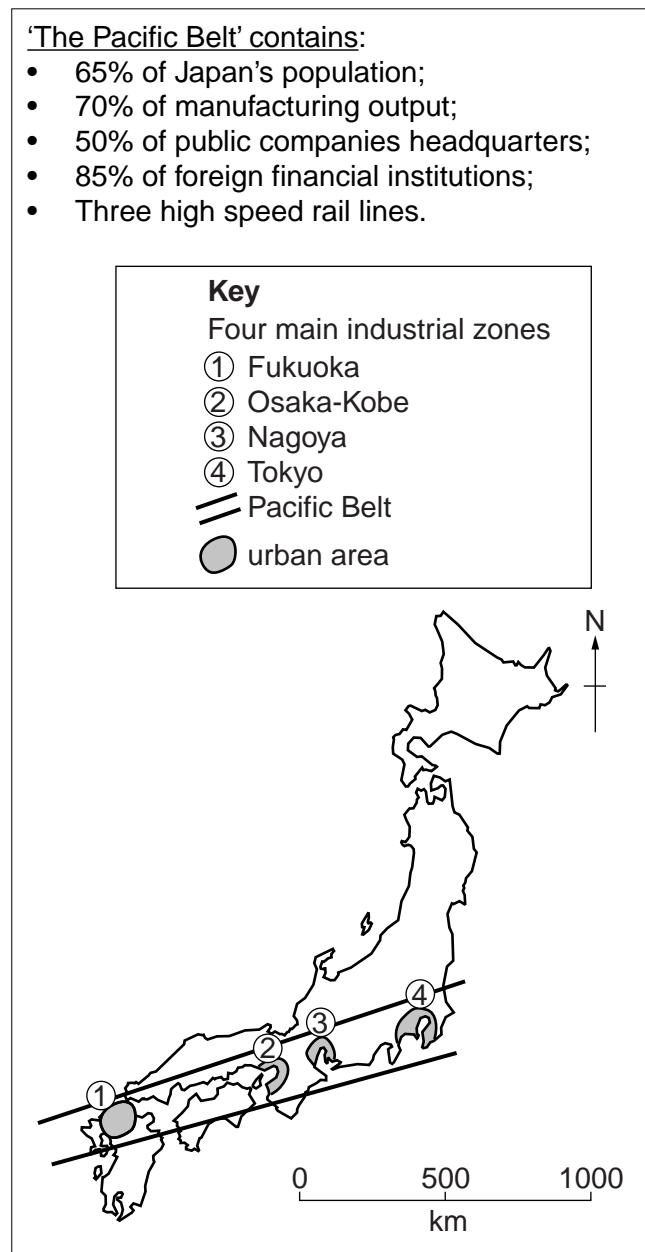 ‘The Pacific Belt’ contains:
• 65% of Japan’s population;
• 70% of manufacturing output;
• 50% of public companies headquarters;
• 85% of foreign financial institutions;
• Three high speed rail lines.
Key
Four main industrial zones
1 Fukuoka
2 Osaka-Kobe
3 Nagoya
4 Tokyo
Pacific Belt
urban area
N
4
3
2
1
0 500 1000
km